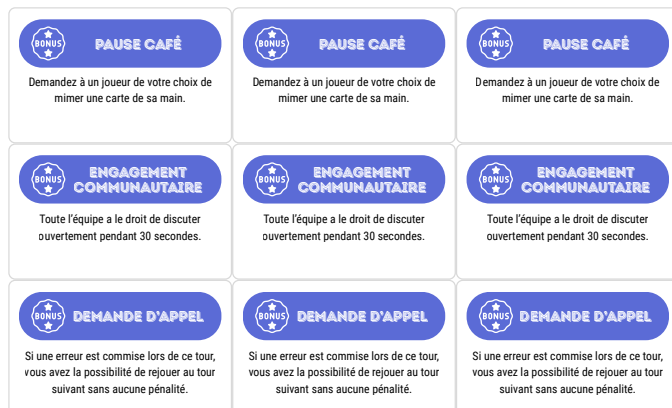 BONUS PAUSE CAFÉ
Demandez à un joueur de votre choix de
mimer une carte de sa main.
BONUS PAUSE CAFÉ
Demandez à un joueur de votre choix de
mimer une carte de sa main.
BONUS PAUSE CAFÉ
Demandez à un joueur de votre choix de
mimer une carte de sa main.
BONUS ENGAGEMENT
COMMUNAUTAIRE
Toute l'équipe a le droit de discuter
ouvertement pendant 30 secondes.
BONUS ENGAGEMENT
COMMUNAUTAIRE
Toute l'équipe a le droit de discuter
ouvertement pendant 30 secondes.
BONUS ENGAGEMENT
COMMUNAUTAIRE
Toute l'équipe a le droit de discuter
ouvertement pendant 30 secondes.
BONUS DEMANDE D'APPEL
Si une erreur est commise lors de ce tour,
vous avez la possibilité de rejouer au tour
suivant sans aucune pénalité.
BONUS DEMANDE D'APPEL
Si une erreur est commise lors de ce tour,
vous avez la possibilité de rejouer au tour
suivant sans aucune pénalité.
BONUS DEMANDE D'APPEL
Si une erreur est commise lors de ce tour,
vous avez la possibilité de rejouer au tour
suivant sans aucune pénalité.